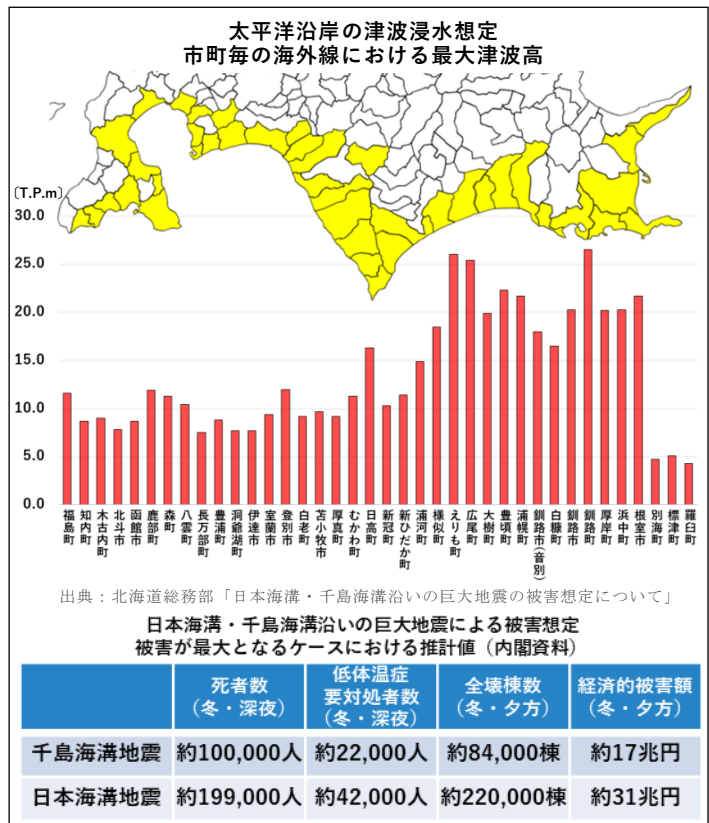 太平洋沿岸の津波浸水想定
市町毎の海外線における最大津波高
〔T.P.m〕
30.0
25.0
20.0
15.0
10.0
5.0
0.0
福島町
知内町
木古内町
北斗市
函館市
鹿部町
森町
八雲町
長万部町
豊浦町
洞爺湖町
伊達市
室蘭市
登別市
白老町
苫小牧市
厚真町
むかわ町
日高町
新冠町
新ひだか町
浦河町
様似町
えりも町
広尾町
大樹町
豊頃町
浦幌町
釧路市(音別)
白糠町
釧路市
釧路町
厚岸町
浜中町
根室市
別海町
標津町
羅臼町
出典：北海道総務部「日本海溝・千島海溝沿いの巨大地震の被害想定について」
日本海溝・千島海溝沿いの巨大地震による被害想定
被害が最大となるケースにおける推計値（内閣資料）
死者数
（冬・深夜）
低体温症
要対処者数
（冬・深夜）
全壊棟数
（冬・夕方）
経済的被害額
（冬・夕方）
千島海溝地震 約100,000人 約22,000人 約84,000棟 約17兆円
日本海溝地震 約199,000人 約42,000人 約220,000棟 約31兆円